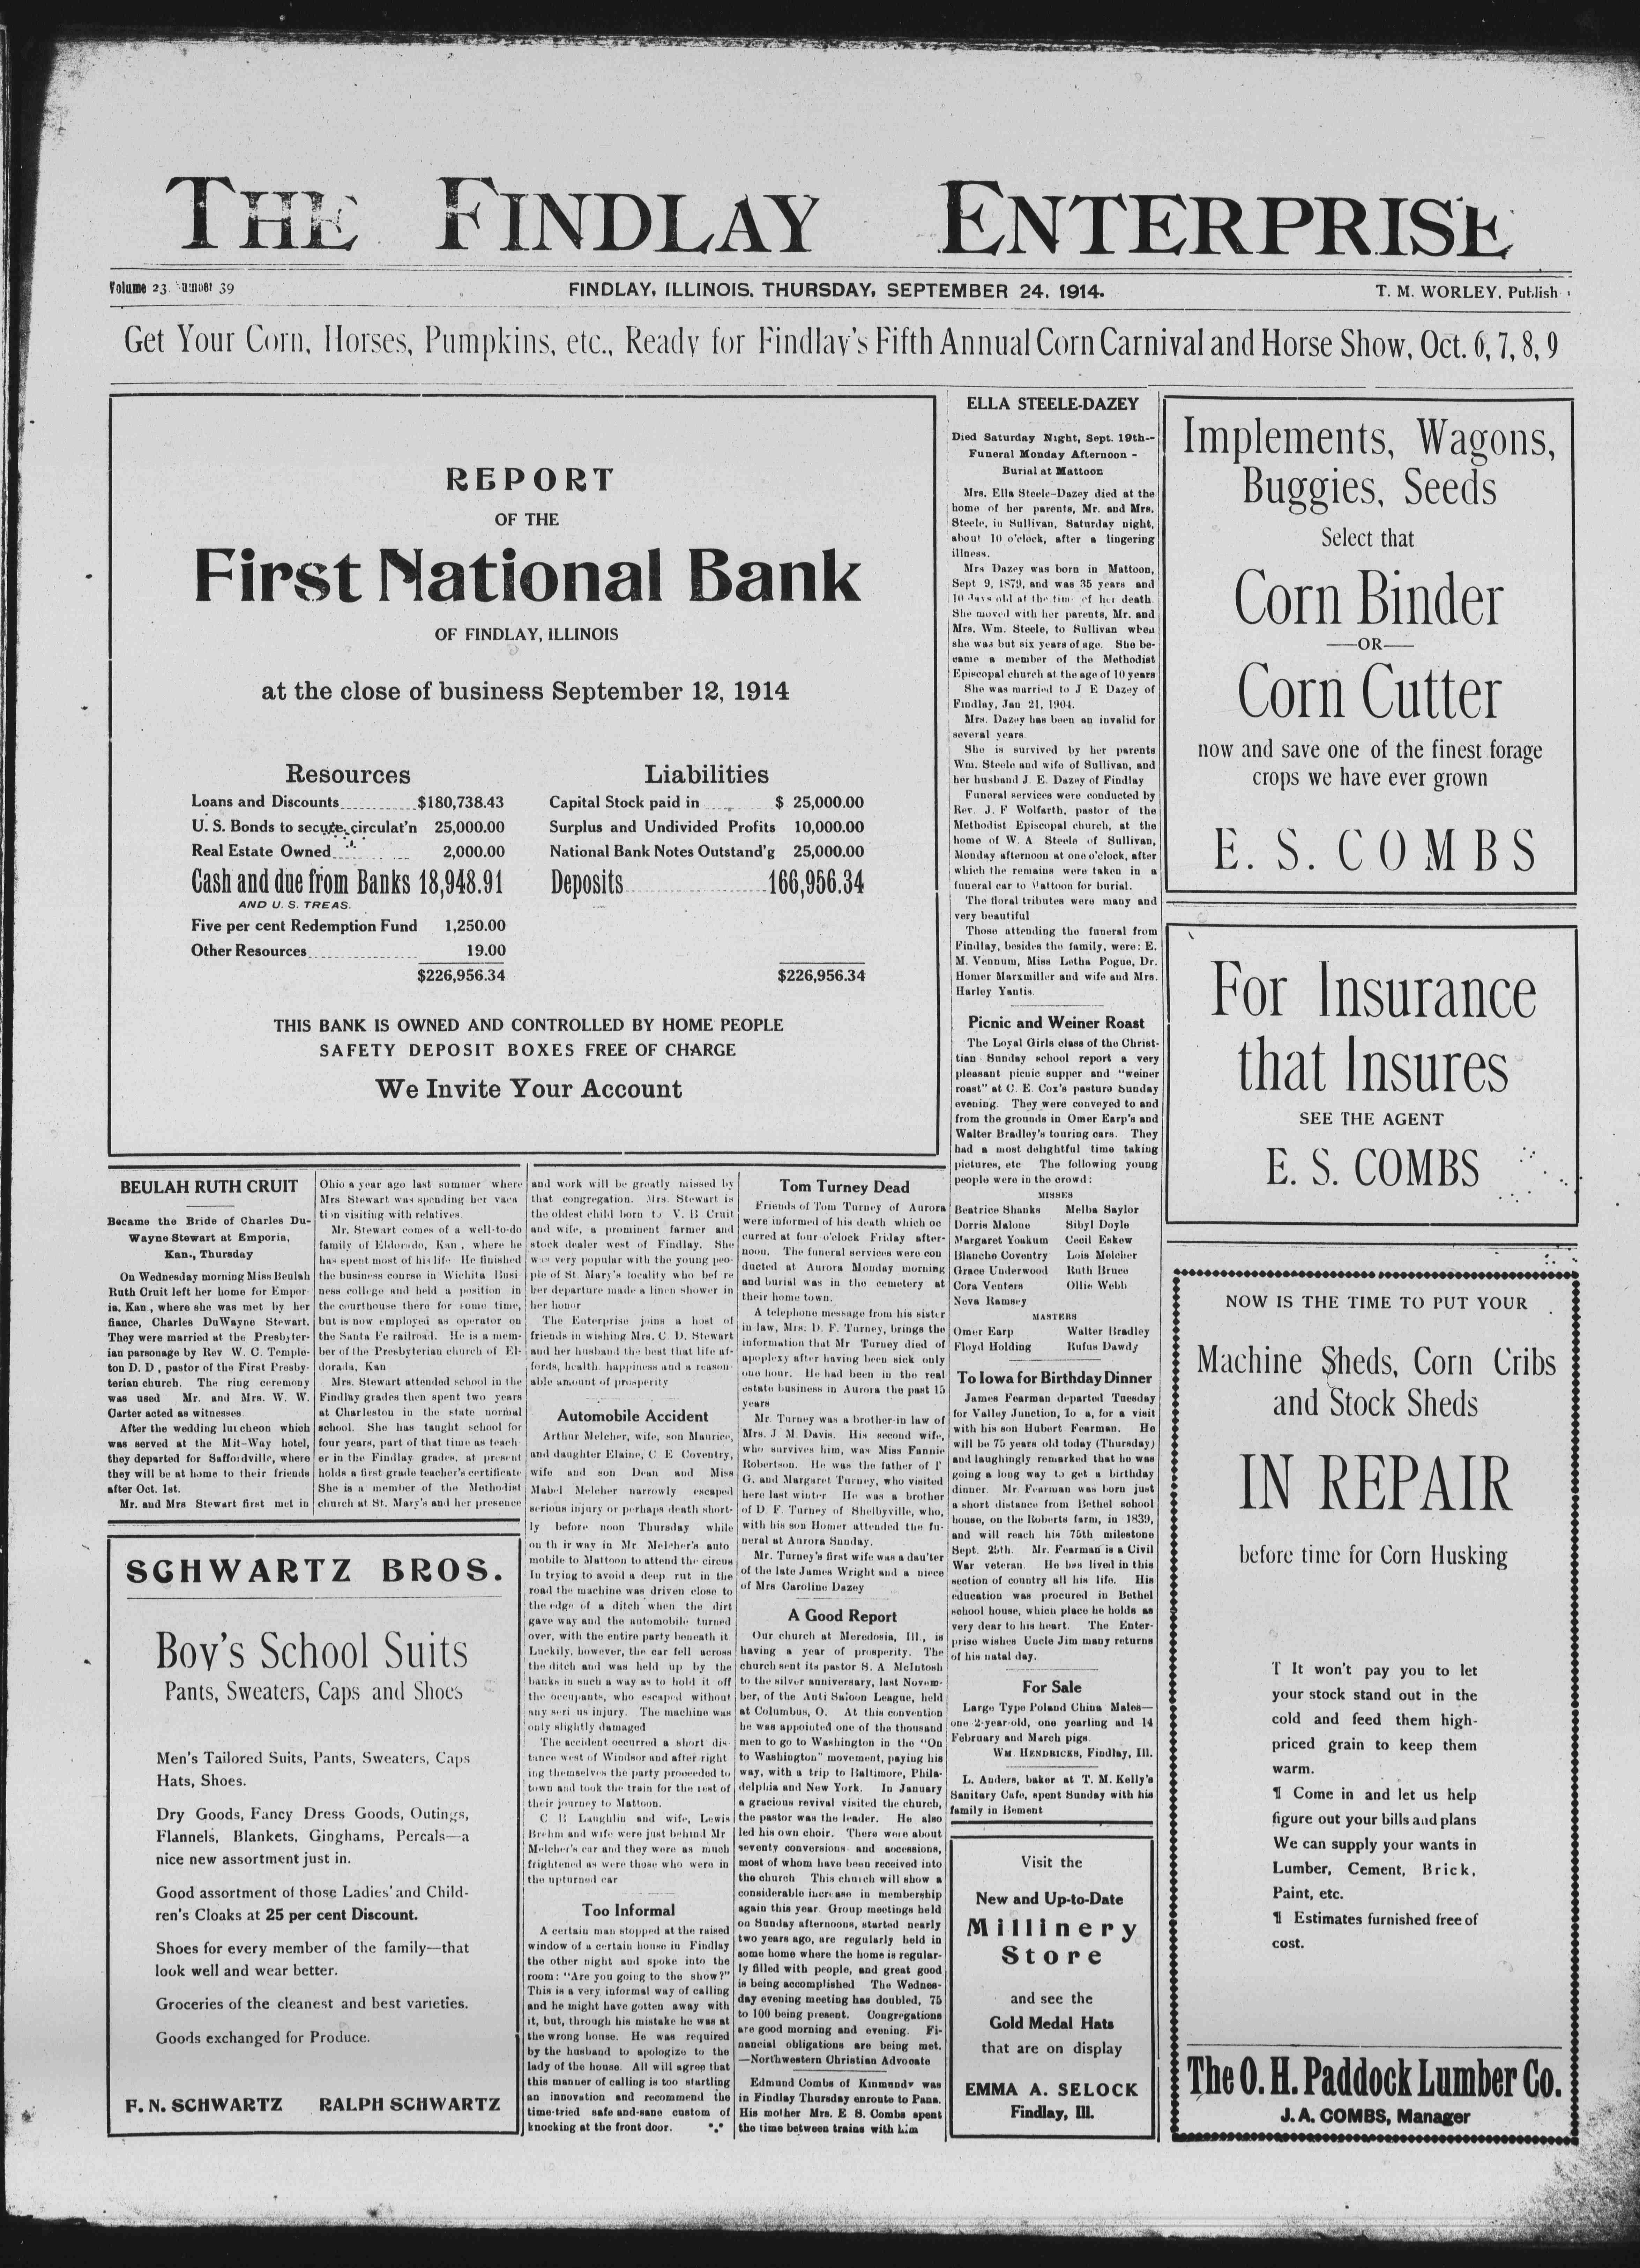 THE FINDLAY ENTERPRISE
Volume 23. Number 39
FINDLAY, ILLINOIS, THURSDAY, SEPTEMBER 24, 1914.
T. M. WORLEY, Publish
Get Your Corn, Horses, Pumpkins, etc., Ready for Findlay's Fifth Annual Corn Carnival and Horse Show, Oct. 6, 7, 8, 9
REPORT
OF THE
First National Bank
OF FINDLAY, ILLINOIS
at the close of business September 12, 1914
Resources
Loans and Discounts $180,738.43
U. S. Bonds to secure circulat'n 25,000.00
Real Estate Owned 2,000.00
Cash and due from Banks 18,948.91
AND U. S. TREAS.
Five per cent Redemption Fund 1,250.00
Other Resources 19.00
$226,956.34
Liabilities
Capital Stock paid in $ 25,000.00
Surplus and Undivided Profits 10,000.00
National Bank Notes Outstand'g 25,000.00
Deposits 166,956.34
$226,956.34
THIS BANK IS OWNED AND CONTROLLED BY HOME PEOPLE
SAFETY DEPOSIT BOXES FREE OF CHARGE
We Invite Your Account
BEULAH RUTH CRUIT
Became the Bride of Charles Du-
Wayne Stewart at Emporia,
Kan., Thursday
On Wednesday morning Miss Beulah
Ruth Cruit left her home for Empor
ia, Kan., where she was met by her
fiance, Charles DuWayne Stewart.
They were married at the Presbyter-
ian parsonage by Rev W. C. Temple-
ton D. D , pastor of the First Presby-
terian church. The ring ceremony
was used Mr. and Mrs. W. W.
Carter acted as witnesses.
After the wedding luncheon which
was served at the Mit-Way hotel,
they departed for Saffordville, where
they will be at home to their friends
after Oct. 1st.
Mr. and Mrs Stewart first met in
Ohio a year ago last summer where
Mrs Stewart was spending her vaca
tion visiting with relatives.
Mr. Stewart comes of a well-to-do
family of Eldorado, Kan , where he
has spent most of his life He finished
the business course in Wichita Busi
ness college and held a position in
the courthouse there for some time,
but is now employed as operator on
the Santa Fe railroad. He is a mem-
ber of the Presbyterian church of El-
dorada, Kan
Mrs. Stewart attended school in the
Findlay grades then spent two years
at Charleston in the state normal
school. She has taught school for
four years, part of that time as teach
er in the Findlay grades, at present
holds a first grade teacher's certificate
She is a member of the Methodist
church at St. Mary's and her presence
and work will be greatly missed by
that congregation. Mrs. Stewart is
the oldest child born to V. B Cruit
and wife, a prominent farmer and
stock dealer west of Findlay. She
was very popular with the young peo-
ple of St. Mary's locality who bef re
her departure made a linen shower in
her honor
The Enterprise joins a host of
friends in wishing Mrs. C. D. Stewart
and her husband the best that life af-
fords, health, happiness and a reason-
able amount of prosperity
Automobile Accident
Arthur Melcher, wife, son Maurice,
and daughter Elaine, C. E Coventry,
wife and son Dean and Miss
Mabel Melcher narrowly escaped
serious injury or perhaps death short-
ly before noon Thursday while
on th ir way in Mr Melcher's auto
mobile to Mattoon to attend the circus
In trying to avoid a deep rut in the
road the machine was driven close to
the edge of a ditch when the dirt
gave way and the automobile turned
over, with the entire party beneath it
Luckily, however, the car fell across
the ditch and was held up by the
banks in such a way as to hold it off
the occupants, who escaped without
any seri us injury. The machine was
only slightly damaged
The accident occurred a short dis-
tance west of Windsor and after right
ing themselves the party proceeded to
town and took the train for the rest of
their journey to Mattoon.
C B Laughlin and wife, Lewis
Brehm and wife were just behind Mr
Melcher's car and they were as much
frightened as were those who were in
the upturned car
Too Informal
A certain man stopped at the raised
window of a certain house in Findlay
the other night and spoke into the
room: "Are you going to the show?"
This is a very informal way of calling
and he might have gotten away with
it, but, through his mistake he was at
the wrong house. He was required
by the husband to apologize to the
lady of the house. All will agree that
this manner of calling is too startling
an innovation and recommend the
time-tried safe and-sane custom of
knocking at the front door.
Tom Turney Dead
Friends of Tom Turney of Aurora
were informed of his death which oc
curred at four o'clock Friday after-
noon. The funeral services were con
ducted at Aurora Monday morning
and burial was in the cemetery at
their home town.
A telephone message from his sister
in law, Mrs. D. F. Turney, brings the
information that Mr Turney died of
apoplexy after having been sick only
one hour. He had been in the real
estate business in Aurora the past 15
years
Mr. Turney was a brother-in law of
Mrs. J. M. Davis. His second wife,
who survives him, was Miss Fannie
Robertson. He was the father of
G. and Margaret Turney, who visited
here last winter He was a brother
of D. F. Turney of Shelbyville, who,
with his son Homer attended the fu-
neral at Aurora Sunday.
Mr. Turney's first wife was a dau'ter
of the late James Wright and a niece
of Mrs Caroline Dazey
A Good Report
Our church at Meredosia, Ill., is
having a year of prosperity. The
church sent its pastor S. A McIntosh
to the silver anniversary, last Novem-
ber, of the Anti Saloon League, held
at Columbus, O. At this convention
he was appointed one of the thousand
men to go to Washington in the "On
to Washington" movement, paying his
way, with a trip to Baltimore, Phila-
delphia and New York. In January
a gracious revival visited the church,
the pastor was the leader. He also
led his own choir. There were about
seventy conversions and accessions,
most of whom have been received into
the church This church will show a
considerable increase in membership
again this year. Group meetings held
on Sunday afternoons, started nearly
two years ago, are regularly held in
some home where the home is regular-
ly filled with people, and great good
is being accomplished The Wednes-
day evening meeting has doubled, 75
to 100 being present. Congregations
are good morning and evening. Fi-
nancial obligations are being met.
—Northwestern Christian Advocate
Edmund Combs of Kinmundy was
in Findlay Thursday enroute to Pana.
His mother Mrs. E. S. Combs spent
the time between trains with him
ELLA STEELE-DAZEY
Died Saturday Night, Sept. 19th--
Funeral Monday Afternoon -
Burial at Mattoon
Mrs. Ella Steele-Dazey died at the
home of her parents, Mr. and Mrs.
Steele, in Sullivan, Saturday night,
about 10 o'clock, after a lingering
illness.
Mrs Dazey was born in Mattoon,
Sept 9, 1879, and was 35 years and
10 days old at the time of her death.
She moved with her parents, Mr. and
Mrs. Wm. Steele, to Sullivan when
she was but six years of age. Sue be-
came a member of the Methodist
Episcopal church at the age of 10 years
She was married to J E Dazey of
Findlay, Jan 21, 1904.
Mrs. Dazey has been an invalid for
several years
She is survived by her parents
Wm. Steele and wife of Sullivan, and
her husband J. E. Dazey of Findlay
Funeral services were conducted by
Rev. J. F Wolfarth, pastor of the
Methodist Episcopal church, at the
home of W. A Steele of Sullivan,
Monday afternoon at one o'clock, after
which the remains were taken in a
funeral car to Mattoon for burial.
The floral tributes were many and
very beautiful
Those attending the funeral from
Findlay, besides the family, were: E.
M. Vennum, Miss Letha Pogue, Dr.
Homer Marxmiller and wife and Mrs.
Harley Yantis.
Picnic and Weiner Roast
The Loyal Girls class of the Christ-
tian Sunday school report a very
pleasant picnic supper and "weiner
roast" at C. E. Cox's pasture Sunday
evening. They were conveyed to and
from the grounds in Omer Earp's and
Walter Bradley's touring cars. They
had a most delightful time taking
pictures, etc The following young
people were in the crowd:
MISSES
Beatrice Shanks Melba Saylor
Dorris Malone Sibyl Doyle
Margaret Yoakum Cecil Eskew
Blanche Coventry Lois Melcher
Grace Underwood Ruth Bruce
Cora Venters Ollie Webb
Neva Ramsey
MASTERS
Omer Earp Walter Bradley
Floyd Holding Rufus Dawdy
To Iowa for Birthday Dinner
James Fearman departed Tuesday
for Valley Junction, Io a, for a visit
with his son Hubert Fearman. He
will be 75 years old today (Thursday)
and laughingly remarked that he was
going a long way to get a birthday
dinner. Mr. Fearman was born just
a short distance from Bethel school
house, on the Roberts farm, in 1839,
and will reach his 75th milestone
Sept. 25th. Mr. Fearman is a Civil
War veteran. He has lived in this
section of country all his life. His
education was procured in Bethel
school house, which place he holds as
very dear to his heart. The Enter-
prise wishes Uncle Jim many returns
of his natal day.
For Sale
Large Type Poland China Males—
one 2-year-old, one yearling and 14
February and March pigs.
WM. HENDRICKS, Findlay, Ill.
L. Anders, baker at T. M. Kelly's
Sanitary Cafe, spent Sunday with his
family in Bement
Visit the
New and Up-to-Date
Millinery
Store
and see the
Gold Medal Hats
that are on display
EMMA A. SELOCK
Findlay, Ill.
Implements, Wagons,
Buggies, Seeds
Select that
Corn Binder
—OR—
Corn Cutter
now and save one of the finest forage
crops we have ever grown
E. S. COMBS
For Insurance
that Insures
SEE THE AGENT
E. S. COMBS
NOW IS THE TIME TO PUT YOUR
Machine Sheds, Corn Cribs
and Stock Sheds
IN REPAIR
before time for Corn Husking
¶ It won't pay you to let
your stock stand out in the
cold and feed them high-
priced grain to keep them
warm.
¶ Come in and let us help
figure out your bills and plans
We can supply your wants in
Lumber, Cement, Brick,
Paint, etc.
¶ Estimates furnished free of
cost.
The O. H. Paddock Lumber Co.
J. A. COMBS, Manager
SCHWARTZ BROS.
Boy's School Suits
Pants, Sweaters, Caps and Shoes
Men's Tailored Suits, Pants, Sweaters, Caps
Hats, Shoes.
Dry Goods, Fancy Dress Goods, Outings,
Flannels, Blankets, Ginghams, Percals—a
nice new assortment just in.
Good assortment of those Ladies' and Child-
ren's Cloaks at 25 per cent Discount.
Shoes for every member of the family—that
look well and wear better.
Groceries of the cleanest and best varieties.
Goods exchanged for Produce.
F. N. SCHWARTZ RALPH SCHWARTZ